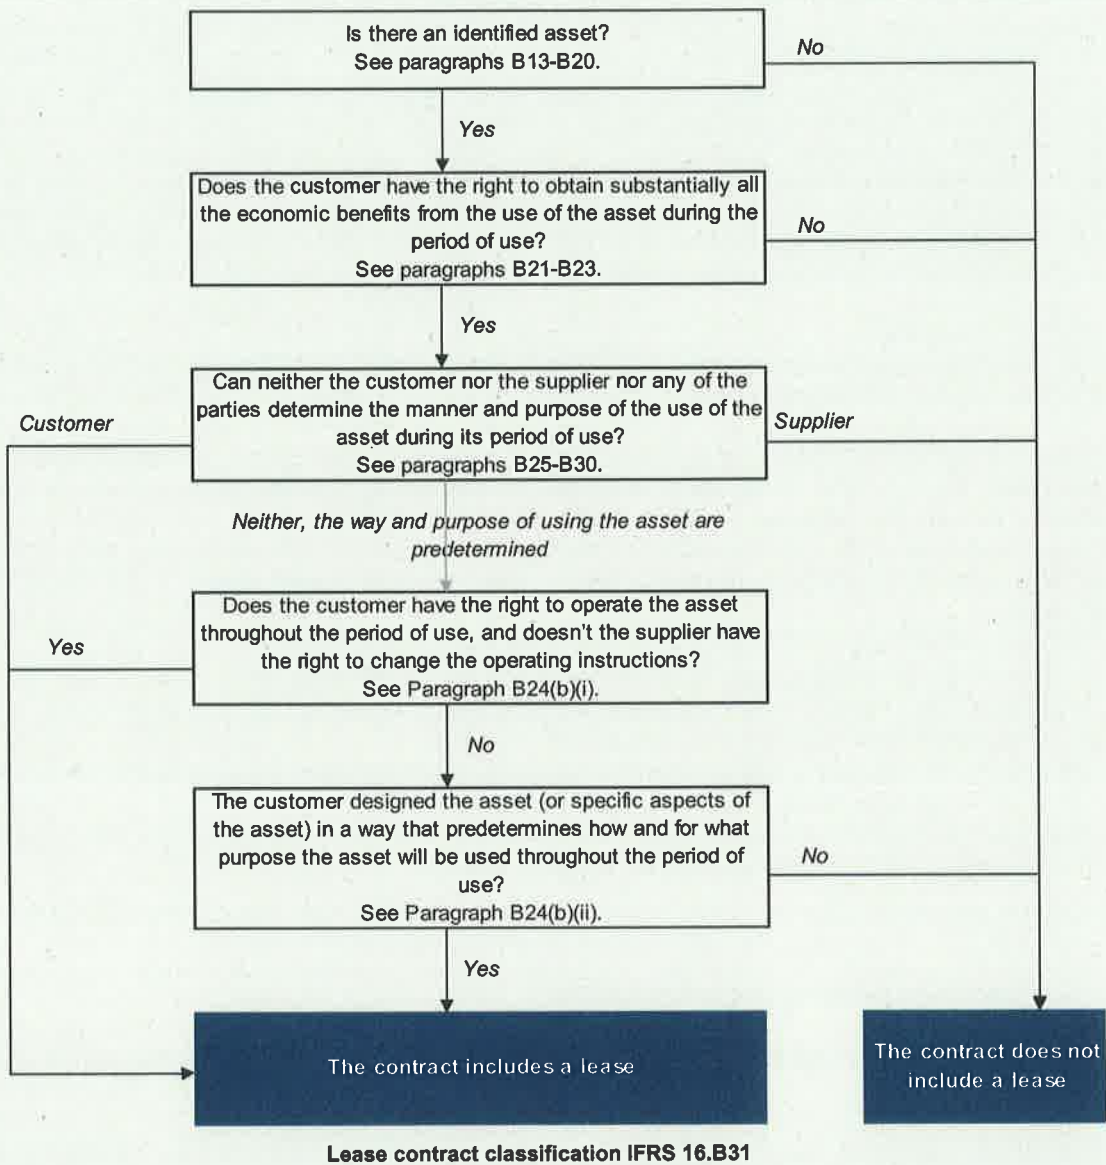 Is there an identified asset?
See paragraphs B13-B20.
No
Yes
Does the customer have the right to obtain substantially all
the economic benefits from the use of the asset during the
period of use?
See paragraphs B21-B23.
No
Yes
Can neither the customer nor the supplier nor any of the
parties determine the manner and purpose of the use of the
asset during its period of use?
See paragraphs B25-B30.
Customer
Supplier
Neither, the way and purpose of using the asset are
predetermined
Does the customer have the right to operate the asset
throughout the period of use, and doesn't the supplier have
the right to change the operating instructions?
See Paragraph B24(b)(i).
Yes
No
The customer designed the asset (or specific aspects of
the asset) in a way that predetermines how and for what
purpose the asset will be used throughout the period of
use?
See Paragraph B24(b)(ii).
No
Yes
The contract includes a lease
The contract does not
include a lease
Lease contract classification IFRS 16.B31